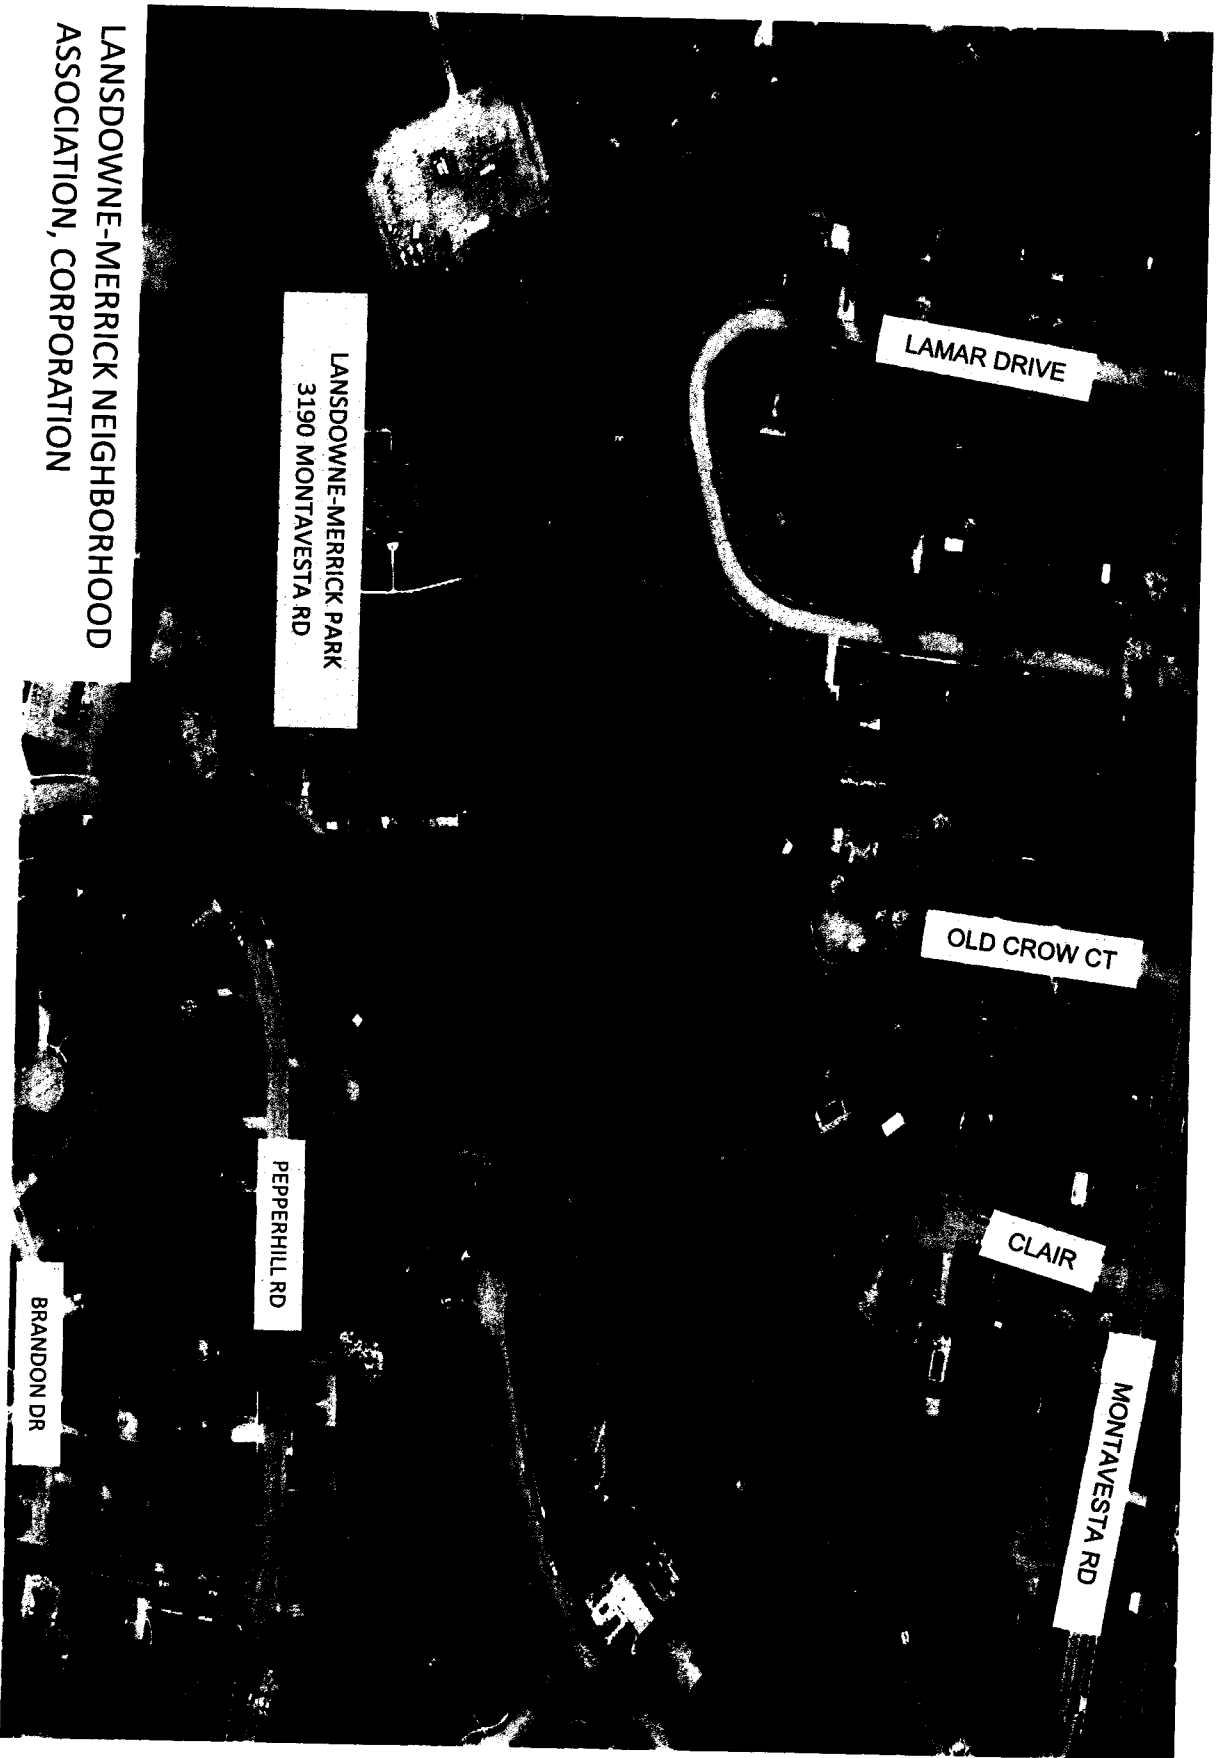 LAMAR DRIVE
OLD CROW CT
CLAIR
MONTAVESTA RD
LANSDOWNE-MERRICK PARK
3190 MONTAVESTA RD
PEPPERHILL RD
BRANDON DR
LANSDOWNE-MERRICK NEIGHBORHOOD
ASSOCIATION, CORPORATION